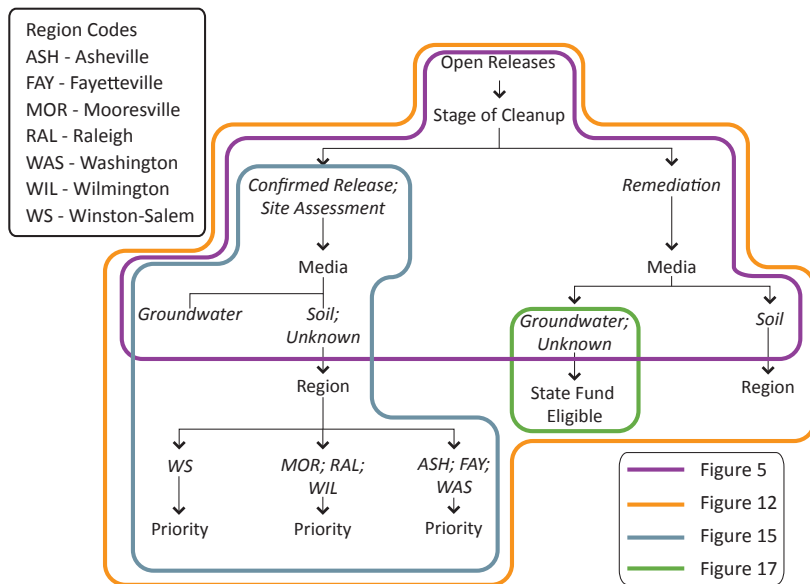 Region Codes
ASH - Asheville
FAY - Fayetteville
MOR - Mooresville
RAL - Raleigh
WAS - Washington
WIL - Wilmington
WS - Winston-Salem
Open Releases
Stage of Cleanup
Confirmed Release;
Site Assessment
Remediation
Media
Media
Groundwater
Soil;
Unknown
Groundwater;
Unknown
Soil
Region
State Fund
Eligible
Region
WS
MOR; RAL;
WIL
ASH; FAY;
WAS
Priority
Priority
Priority
Figure 5
Figure 12
Figure 15
Figure 17